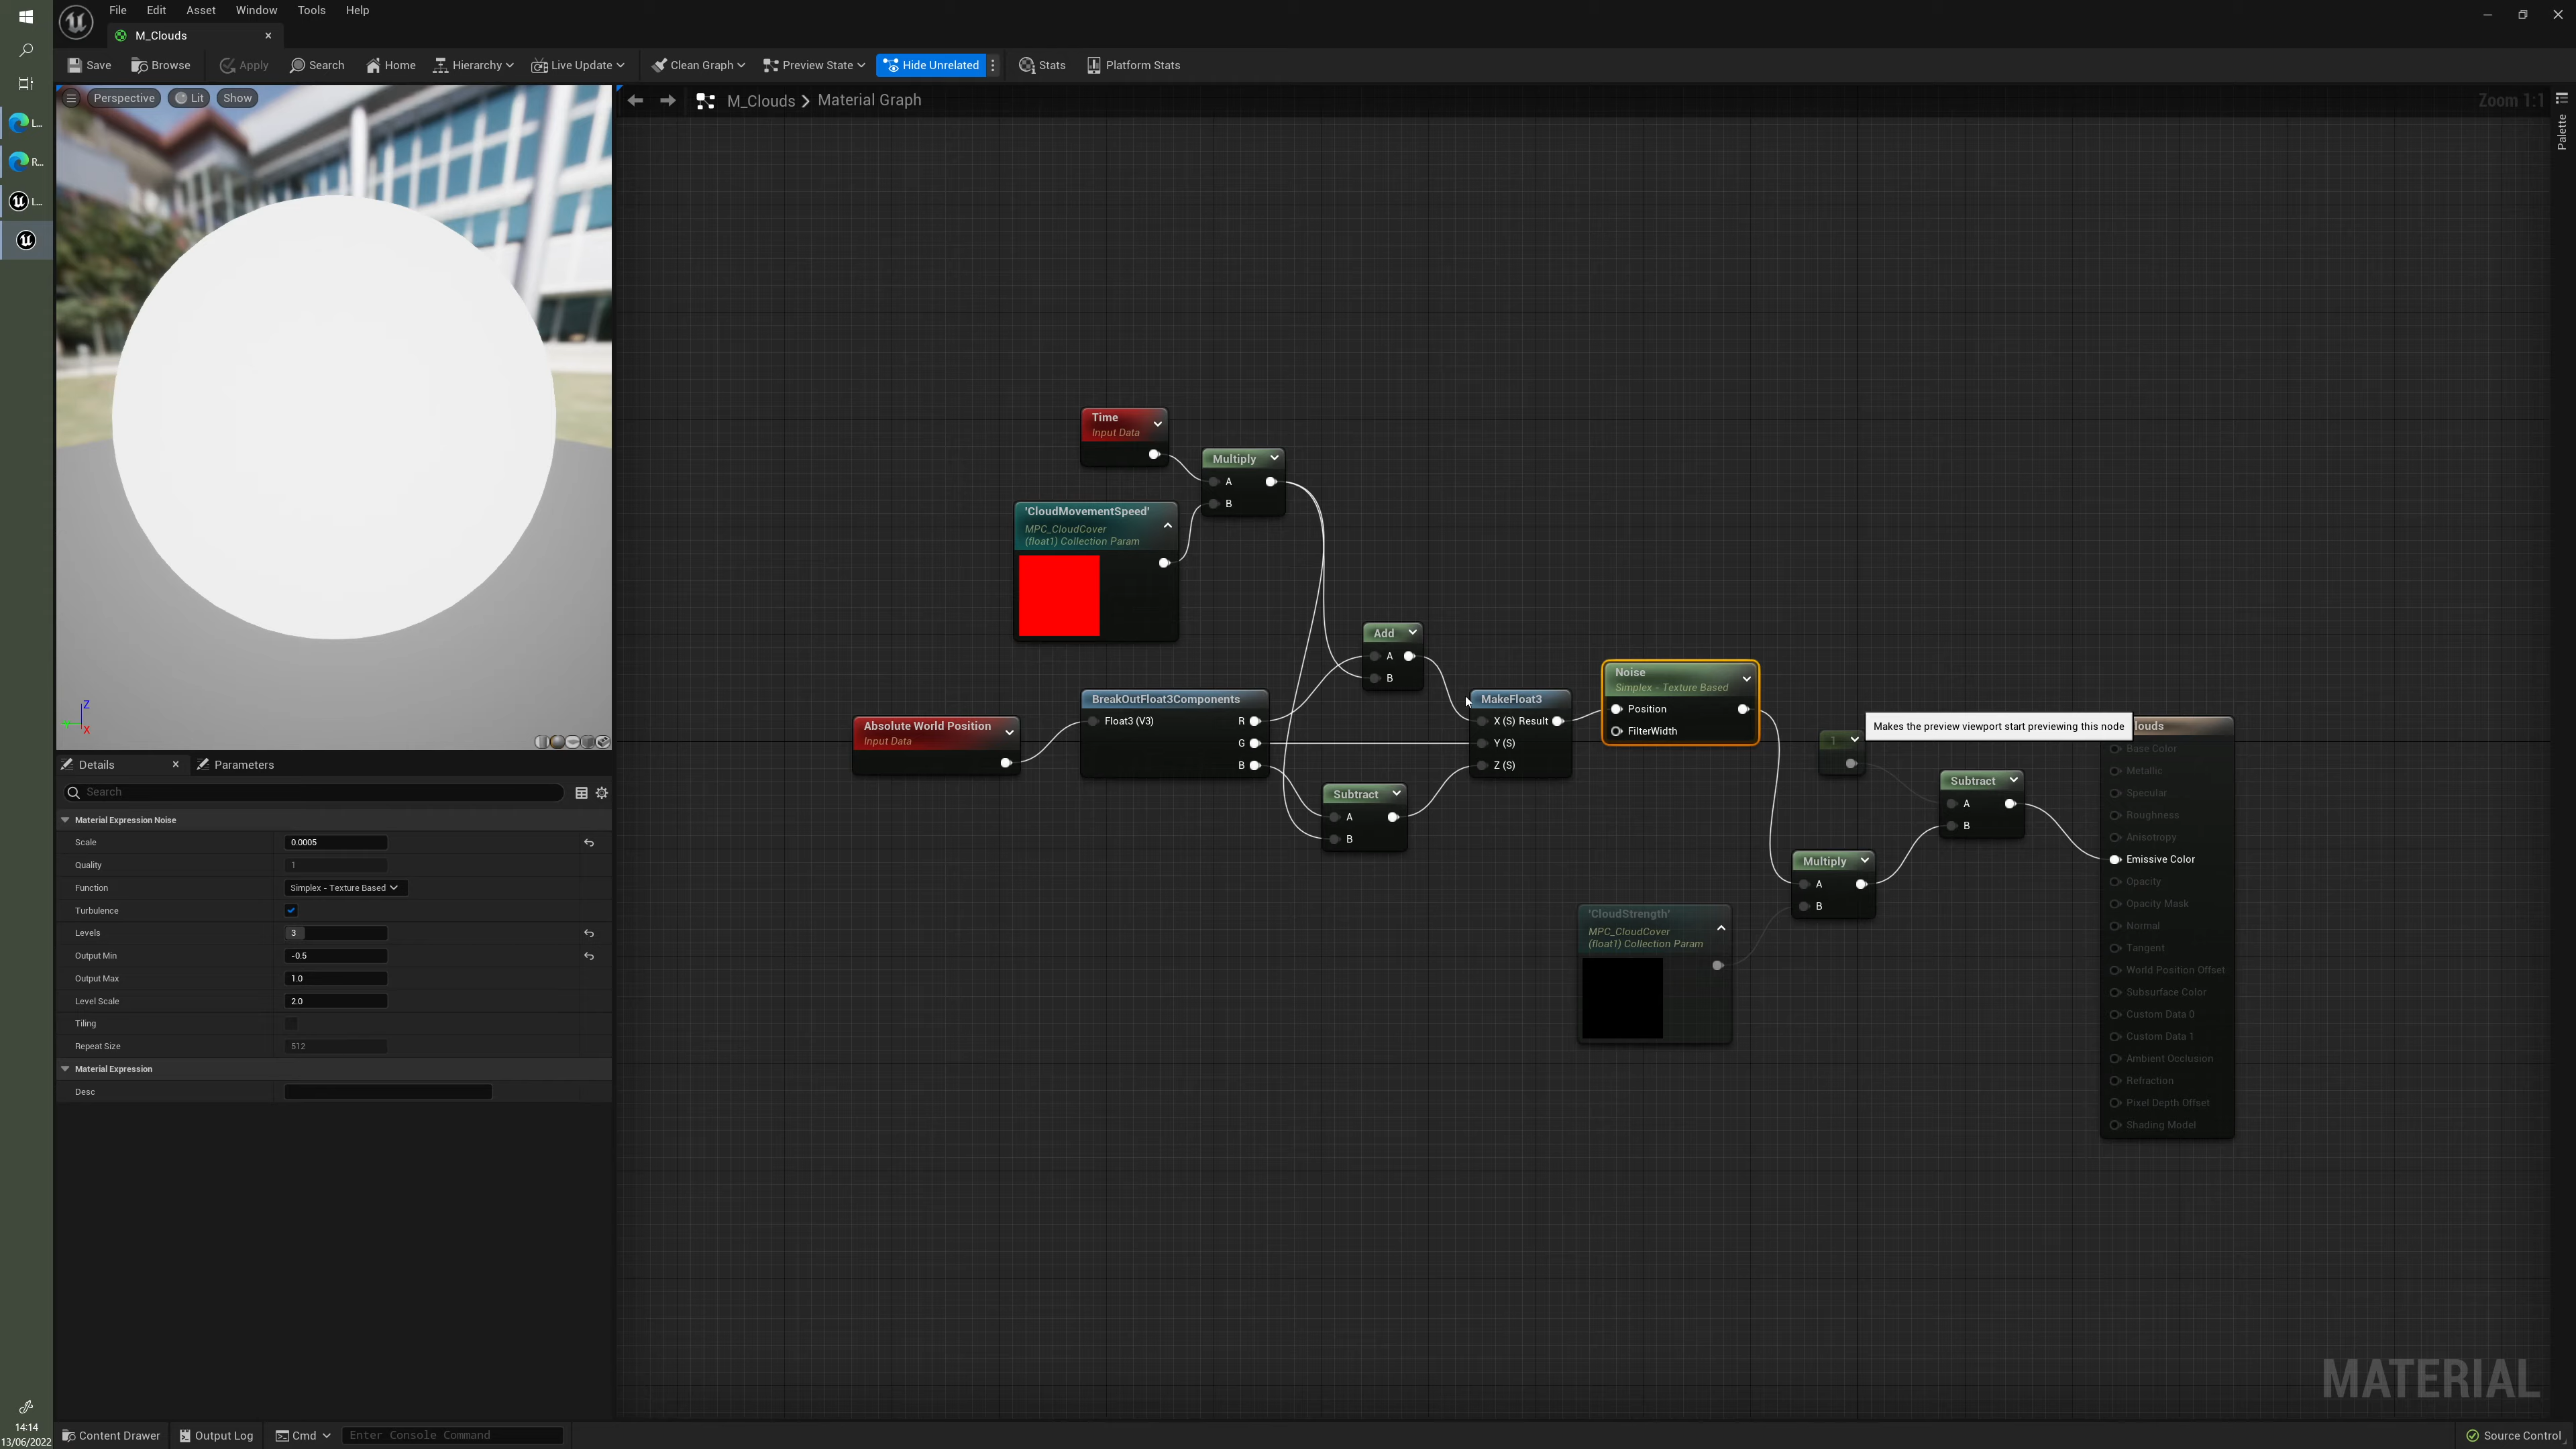 File Edit Asset Window Tools Help
M_Clouds
Save Browse Apply Search Home Hierarchy Live Update Clean Graph Preview State Hide Unrelated Stats Platform Stats
Perspective Lit Show
M_Clouds > Material Graph
Zoom 1:1
Palette
L...
R...
L...
Time
Input Data
Multiply
A
B
'CloudMovementSpeed'
MPC_CloudCover
(float1) Collection Param
Add
A
B
BreakOutFloat3Components
Float3 (V3) R
G
B
Absolute World Position
Input Data
Subtract
A
B
MakeFloat3
X (S) Result
Y (S)
Z (S)
Noise
Simplex - Texture Based
Position
FilterWidth
Makes the preview viewport start previewing this node
1
Subtract
A
B
Multiply
A
B
'CloudStrength'
MPC_CloudCover
(float1) Collection Param
louds
Base Color
Metallic
Specular
Roughness
Anisotropy
Emissive Color
Opacity
Opacity Mask
Normal
Tangent
World Position Offset
Subsurface Color
Custom Data 0
Custom Data 1
Ambient Occlusion
Refraction
Pixel Depth Offset
Shading Model
Z
Y
X
Details Parameters
Search
Material Expression Noise
Scale 0.0005
Quality 1
Function Simplex - Texture Based
Turbulence
Levels 3
Output Min -0.5
Output Max 1.0
Level Scale 2.0
Tiling
Repeat Size 512
Material Expression
Desc
MATERIAL
14:14
13/06/2022
Content Drawer Output Log Cmd Enter Console Command
Source Control